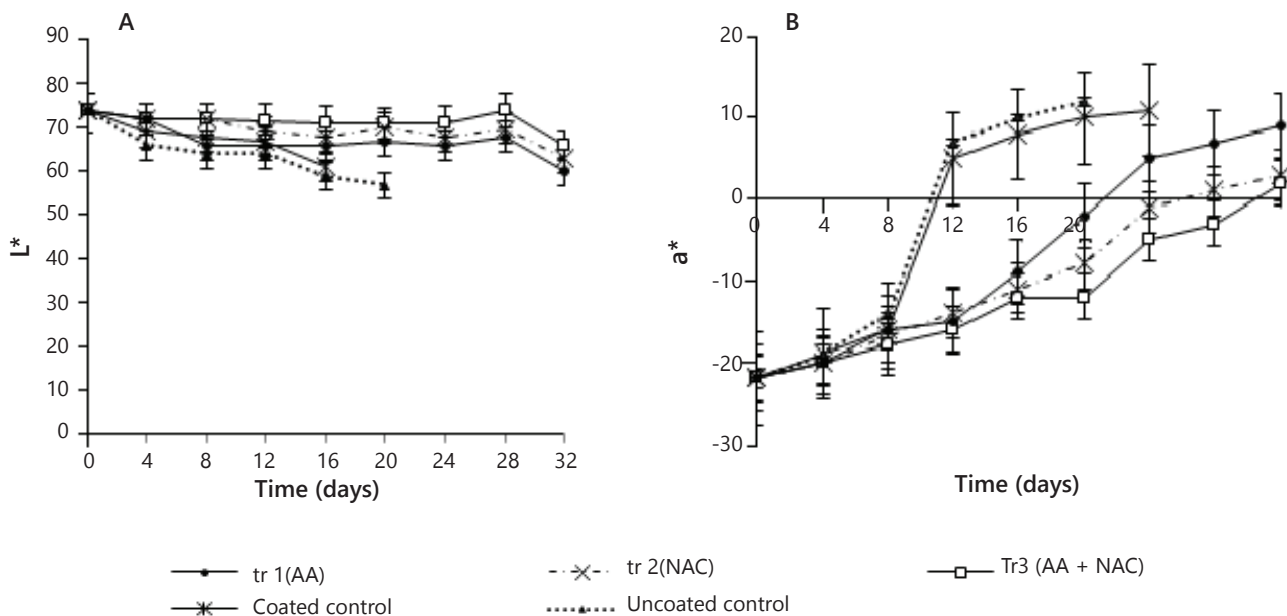 A
90
80
70
60
50
40
30
20
10
0
L*
0 4 8 12 16 20 24 28 32
Time (days)
B
20
10
0
-10
-20
-30
a*
0 4 8 12 16 20
Time (days)
tr 1(AA) tr 2(NAC) Tr3 (AA + NAC)
Coated control Uncoated control